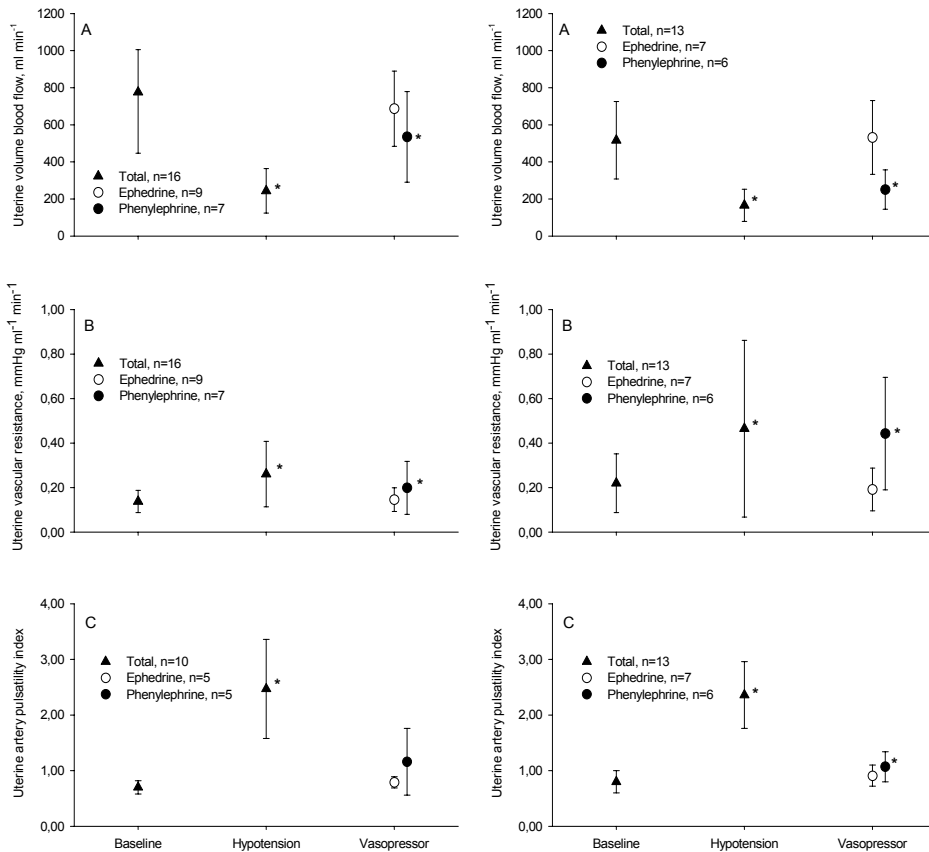 A
Uterine volume blood flow, ml min⁻¹
1200
1000
800
600
400
200
0
Total, n=16
Ephedrine, n=9
Phenylephrine, n=7
*
*
A
Uterine volume blood flow, ml min⁻¹
1200
1000
800
600
400
200
0
Total, n=13
Ephedrine, n=7
Phenylephrine, n=6
*
*
B
Uterine vascular resistance, mmHg ml⁻¹ min⁻¹
1,00
0,80
0,60
0,40
0,20
0,00
Total, n=16
Ephedrine, n=9
Phenylephrine, n=7
*
*
B
Uterine vascular resistance, mmHg ml⁻¹ min⁻¹
1,00
0,80
0,60
0,40
0,20
0,00
Total, n=13
Ephedrine, n=7
Phenylephrine, n=6
*
*
C
Uterine artery pulsatility index
4,00
3,00
2,00
1,00
0,00
Total, n=10
Ephedrine, n=5
Phenylephrine, n=5
*
Baseline
Hypotension
Vasopressor
C
Uterine artery pulsatility index
4,00
3,00
2,00
1,00
0,00
Total, n=13
Ephedrine, n=7
Phenylephrine, n=6
*
*
Baseline
Hypotension
Vasopressor